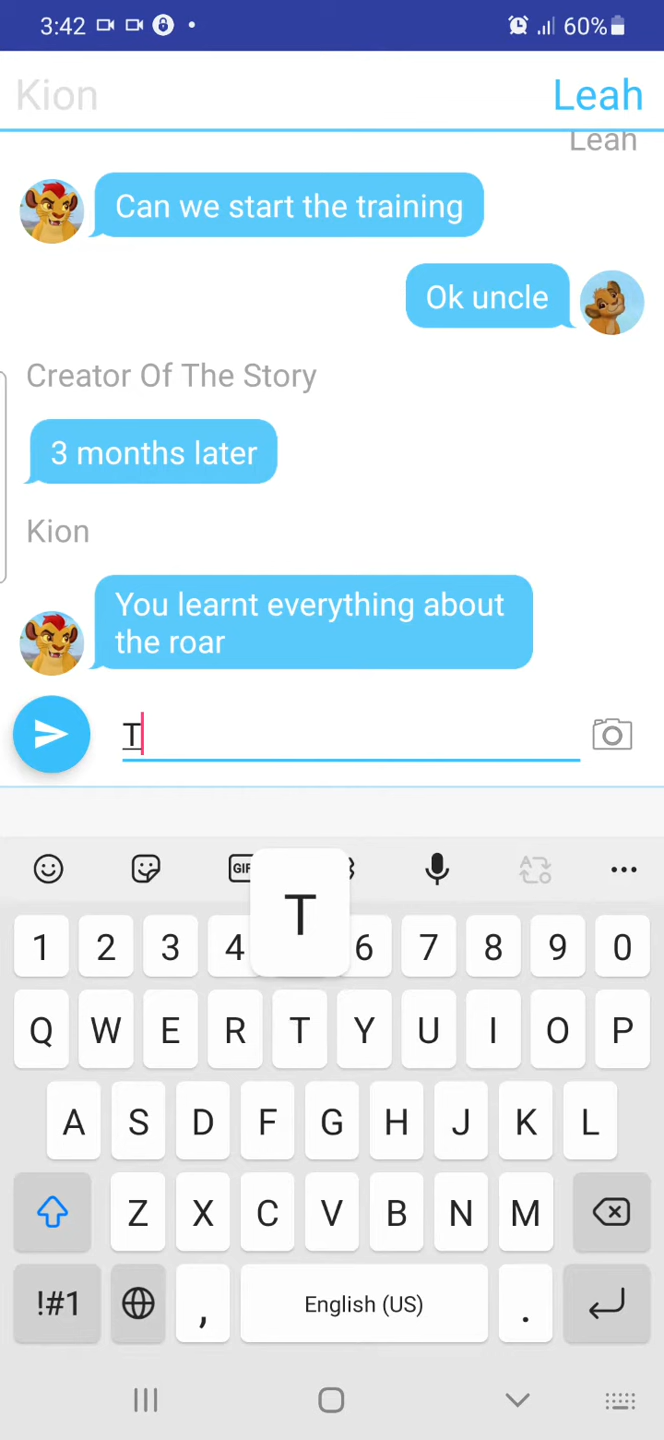 3:42 60%
Kion Leah
Leah
Can we start the training
Ok uncle
Creator Of The Story
3 months later
Kion
You learnt everything about
the roar
T
GIF
T
1 2 3 4 6 7 8 9 0
Q W E R T Y U I O P
A S D F G H J K L
Z X C V B N M
!#1 , English (US) .